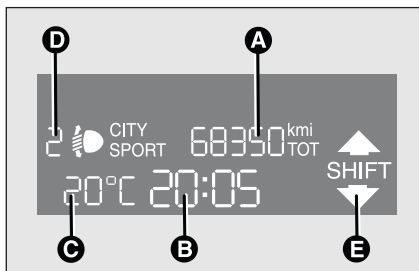 D A
2 CITY 68350 kmi
SPORT TOT
SHIFT
20°C 20:05
C B E